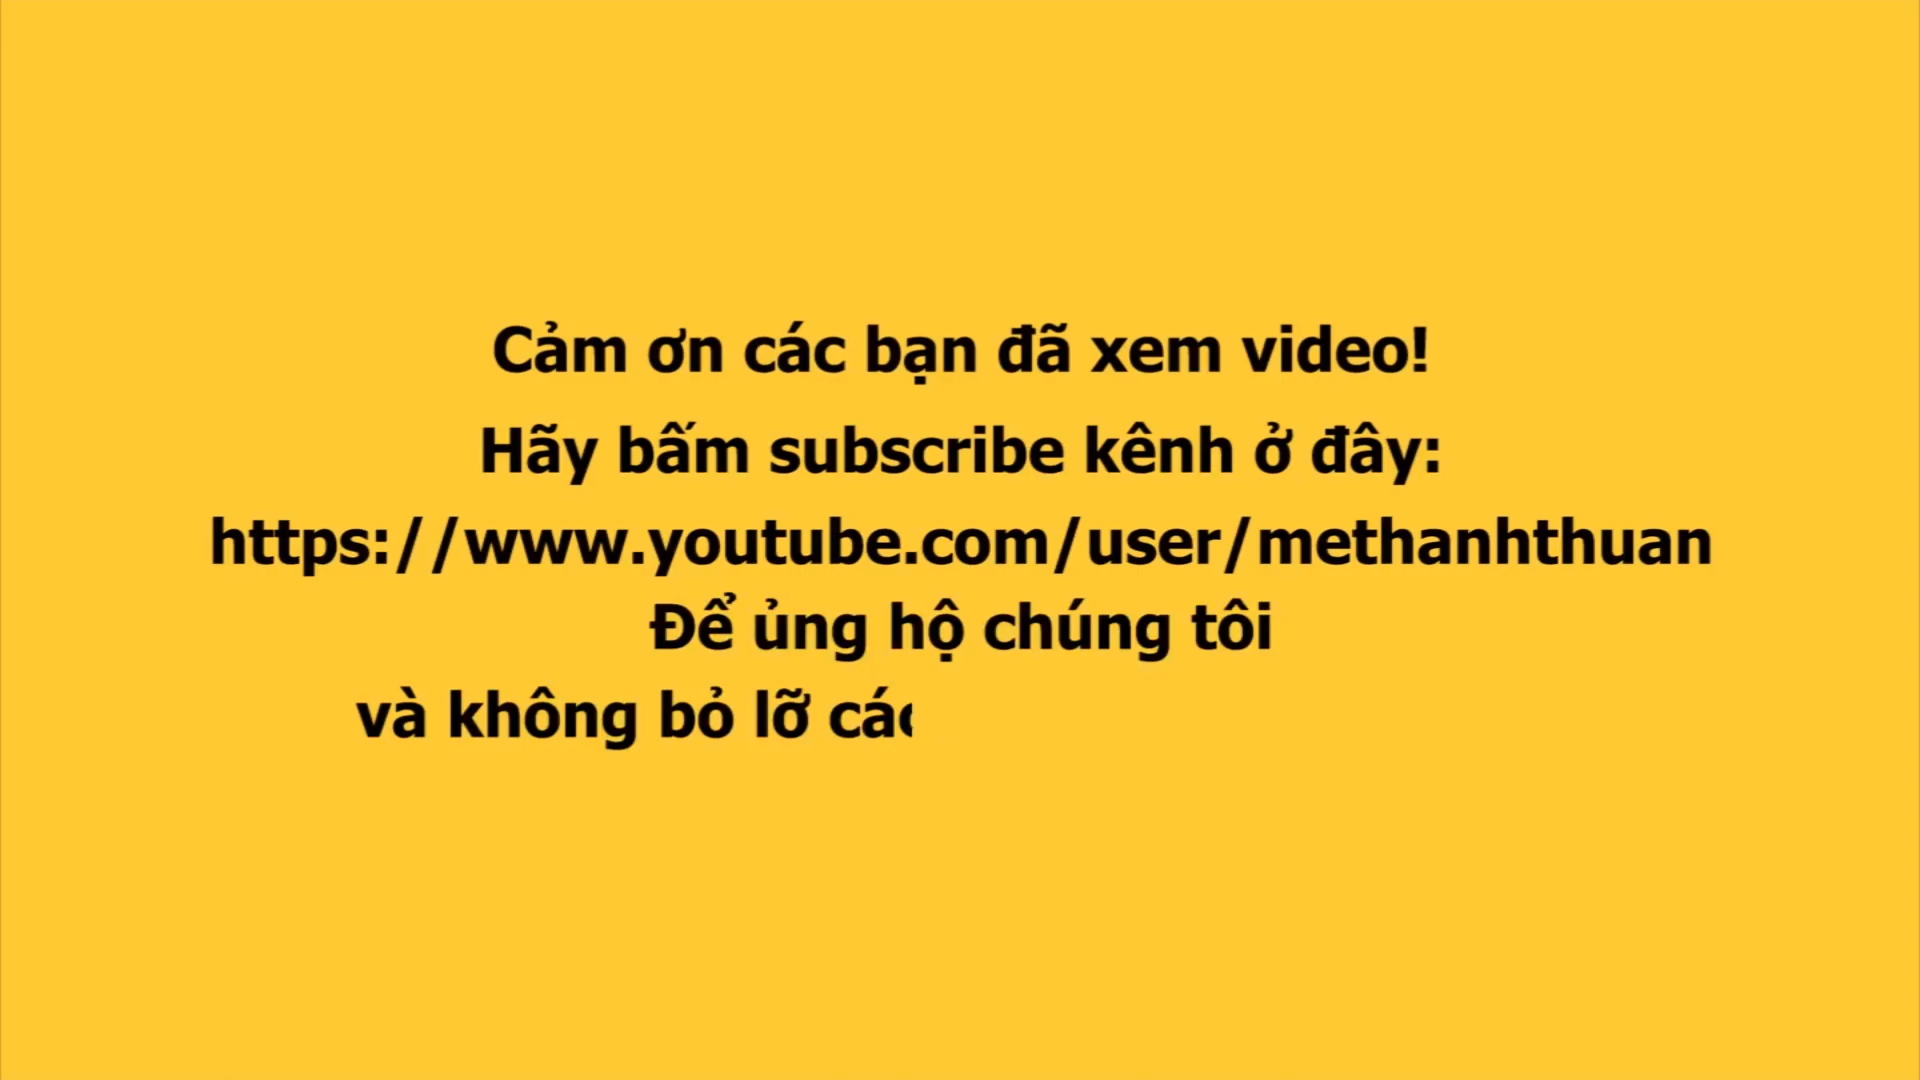 Cảm ơn các bạn đã xem video!
Hãy bấm subscribe kênh ở đây:
https://www.youtube.com/user/methanhthuan
Để ủng hộ chúng tôi
và không bỏ lỡ